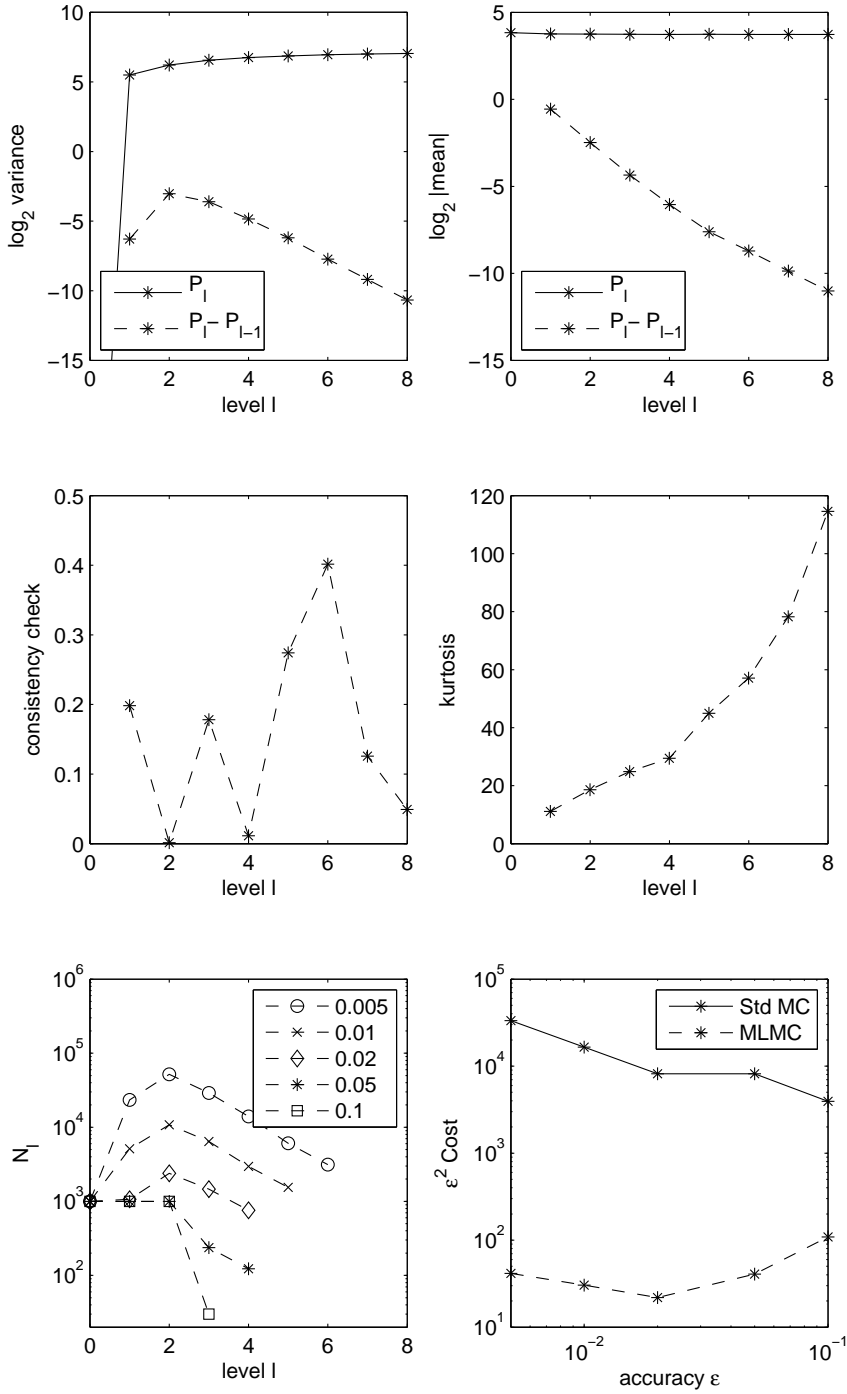 10
5
0
−5
−10
−15
log2 variance
P_l
P_l− P_l−1
0 2 4 6 8
level l
5
0
−5
−10
−15
log2 |mean|
P_l
P_l− P_l−1
0 2 4 6 8
level l
0.5
0.4
0.3
0.2
0.1
0
consistency check
0 2 4 6 8
level l
120
100
80
60
40
20
0
kurtosis
0 2 4 6 8
level l
10^6
10^5
10^4
10^3
10^2
N_l
0.005
0.01
0.02
0.05
0.1
0 2 4 6 8
level l
10^5
10^4
10^3
10^2
10^1
ε^2 Cost
Std MC
MLMC
10^−2 10^−1
accuracy ε